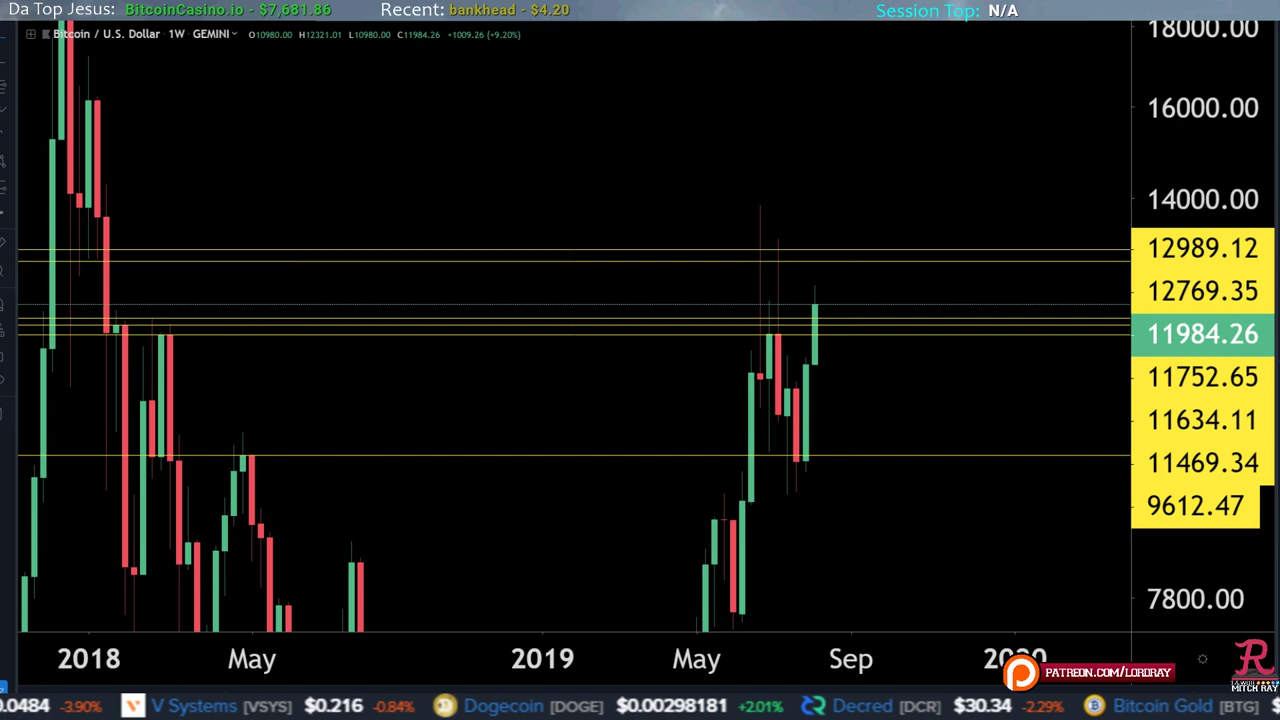 Da Top Jesus: BitcoinCasino.io - $7,681.86 Recent: bankhead - $4.20 Session Top: N/A
Bitcoin / U.S. Dollar 1W GEMINI O10980.00 H12321.01 L10980.00 C11984.26 +1009.26 (+9.20%)
18000.00
16000.00
14000.00
12989.12
12769.35
11984.26
11752.65
11634.11
11469.34
9612.47
7800.00
2018 May 2019 May Sep 2020
PATREON.COM/LORDRAY
MITCH RAY
0.0484 -3.90% V Systems [VSYS] $0.216 -0.84% Dogecoin [DOGE] $0.00298181 +2.01% Decred [DCR] $30.34 -2.29% Bitcoin Gold [BTG]